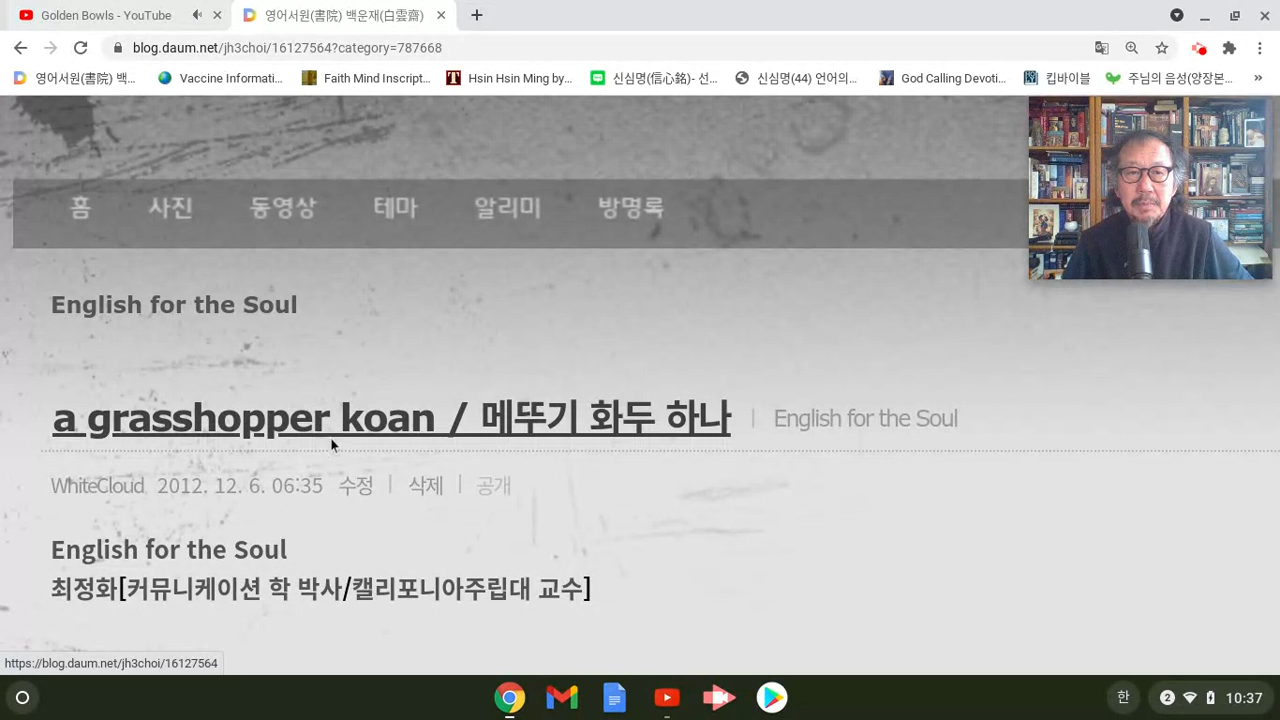 Golden Bowls - YouTube
영어서원(書院) 백운재(白雲齋)
blog.daum.net/jh3choi/16127564?category=787668
영어서원(書院) 백...
Vaccine Informati...
Faith Mind Inscript...
Hsin Hsin Ming by...
신심명(信心銘)- 선...
신심명(44) 언어의...
God Calling Devoti...
킵바이블
주님의 음성(양장본...
»
홈 사진 동영상 테마 알리미 방명록
English for the Soul
a grasshopper koan / 메뚜기 화두 하나 | English for the Soul
WhiteCloud 2012. 12. 6. 06:35 수정 | 삭제 | 공개
English for the Soul
최정화[커뮤니케이션 학 박사/캘리포니아주립대 교수]
https://blog.daum.net/jh3choi/16127564
한 2 10:37